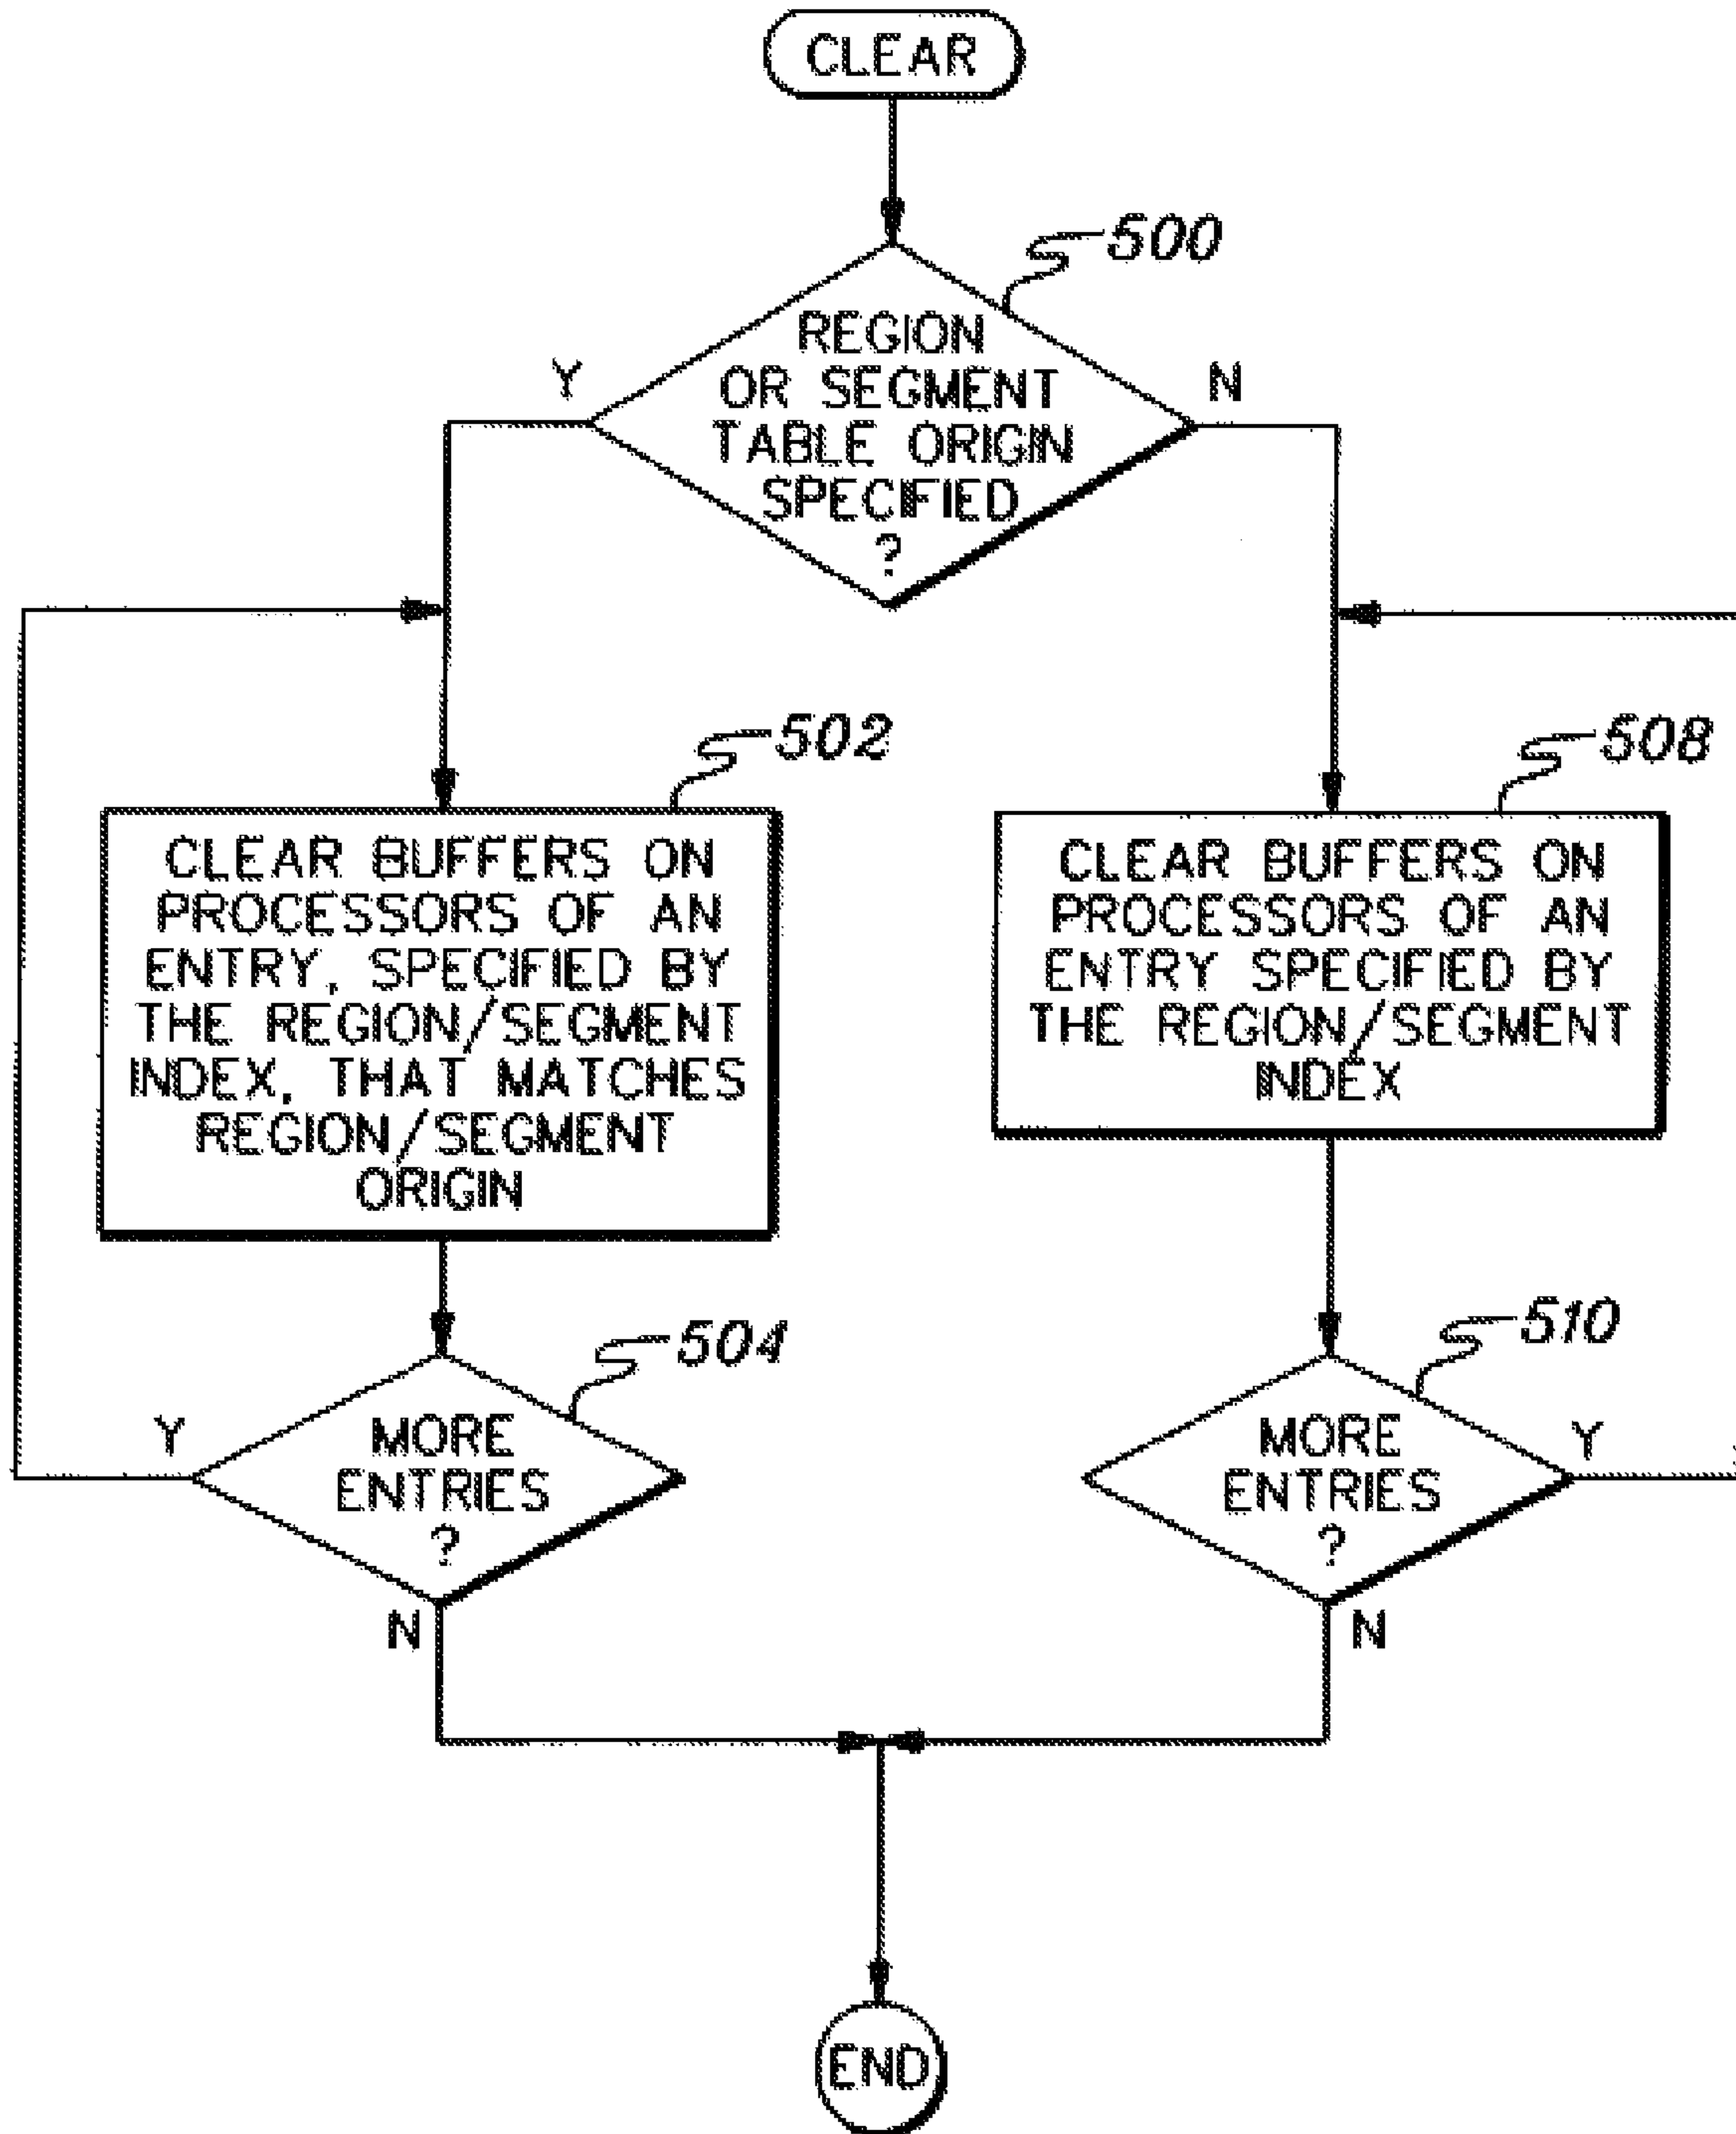 CLEAR
500
REGION
OR SEGMENT
TABLE ORIGIN
SPECIFIED
?
Y
N
502
CLEAR BUFFERS ON
PROCESSORS OF AN
ENTRY, SPECIFIED BY
THE REGION/SEGMENT
INDEX, THAT MATCHES
REGION/SEGMENT
ORIGIN
508
CLEAR BUFFERS ON
PROCESSORS OF AN
ENTRY SPECIFIED BY
THE REGION/SEGMENT
INDEX
504
MORE
ENTRIES
?
Y
N
510
MORE
ENTRIES
?
Y
N
END